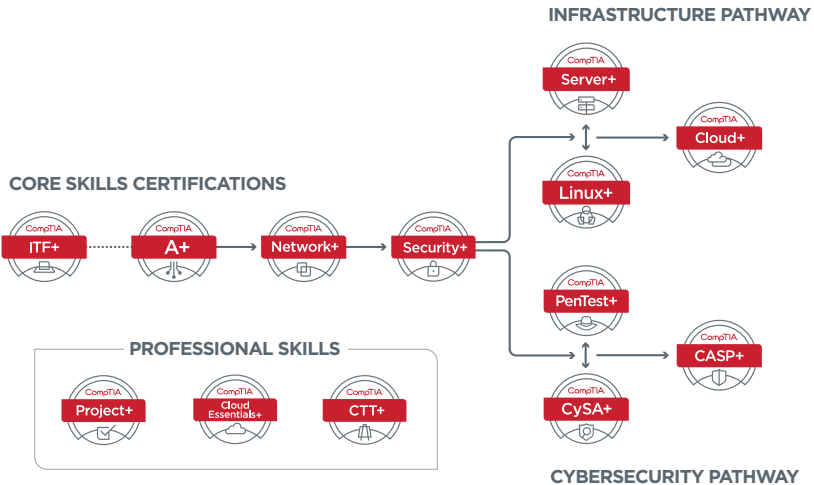 INFRASTRUCTURE PATHWAY
CompTIA
Server+
CompTIA
Cloud+
CompTIA
Linux+
CORE SKILLS CERTIFICATIONS
CompTIA
ITF+
CompTIA
A+
CompTIA
Network+
CompTIA
Security+
CompTIA
PenTest+
CompTIA
CASP+
CompTIA
CySA+
PROFESSIONAL SKILLS
CompTIA
Project+
CompTIA
Cloud
Essentials+
CompTIA
CTT+
CYBERSECURITY PATHWAY